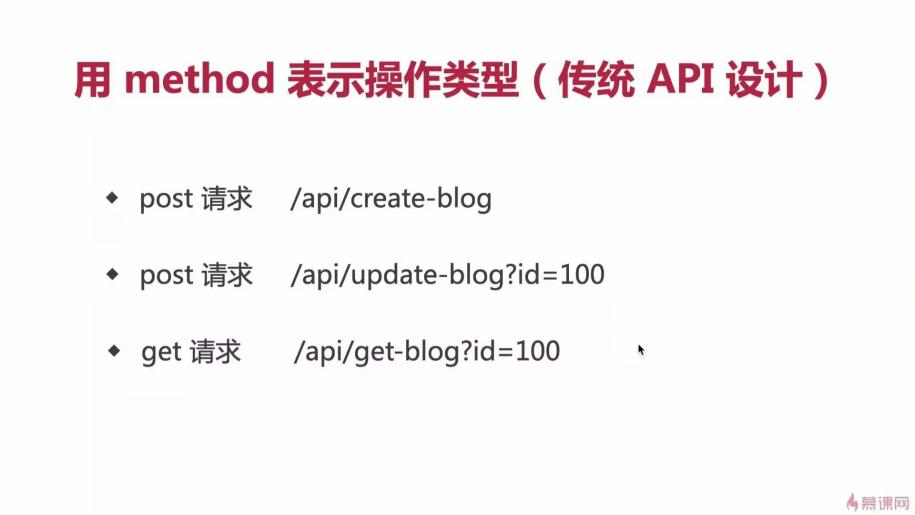 用 method 表示操作类型（传统 API 设计）
◆ post 请求 /api/create-blog
◆ post 请求 /api/update-blog?id=100
◆ get 请求 /api/get-blog?id=100
慕课网